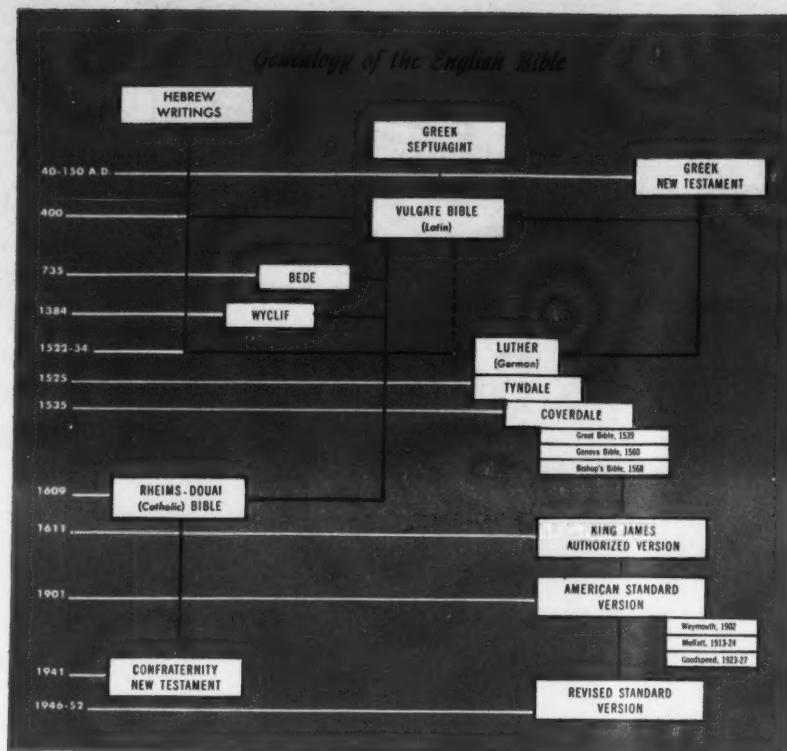 Genealogy of the English Bible
HEBREW
WRITINGS
GREEK
SEPTUAGINT
40-150 A.D.
GREEK
NEW TESTAMENT
400
VULGATE BIBLE
(Latin)
735
BEDE
1384
WYCLIF
1522-34
LUTHER
(German)
1525
TYNDALE
1535
COVERDALE
Great Bible, 1539
Geneva Bible, 1560
Bishop's Bible, 1568
1609
RHEIMS-DOUAI
(Catholic) BIBLE
1611
KING JAMES
AUTHORIZED VERSION
1901
AMERICAN STANDARD
VERSION
Weymouth, 1902
Moffatt, 1913-24
Goodspeed, 1923-27
1941
CONFRATERNITY
NEW TESTAMENT
1946-52
REVISED STANDARD
VERSION